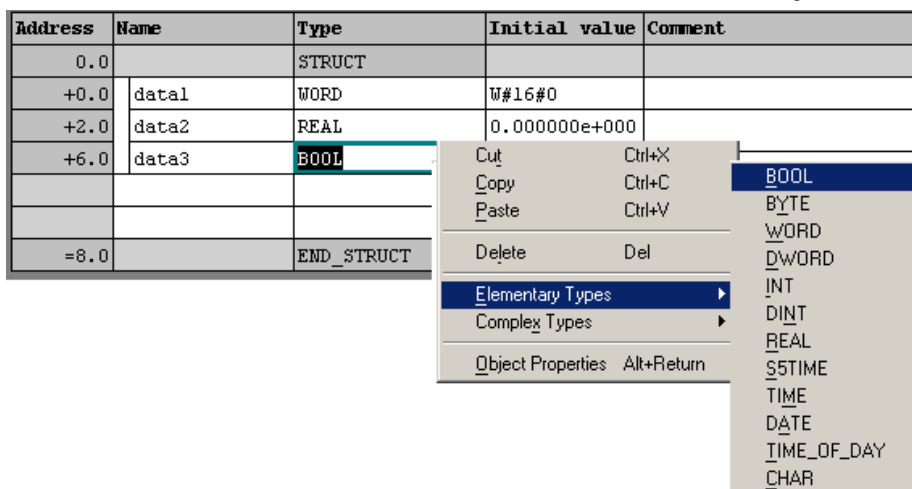 Address Name Type Initial value Comment
0.0 STRUCT
+0.0 data1 WORD W#16#0
+2.0 data2 REAL 0.000000e+000
+6.0 data3 BOOL
=8.0 END_STRUCT
Cut Ctrl+X
Copy Ctrl+C
Paste Ctrl+V
Delete Del
Elementary Types
Complex Types
Object Properties Alt+Return
BOOL
BYTE
WORD
DWORD
INT
DINT
REAL
S5TIME
TIME
DATE
TIME_OF_DAY
CHAR